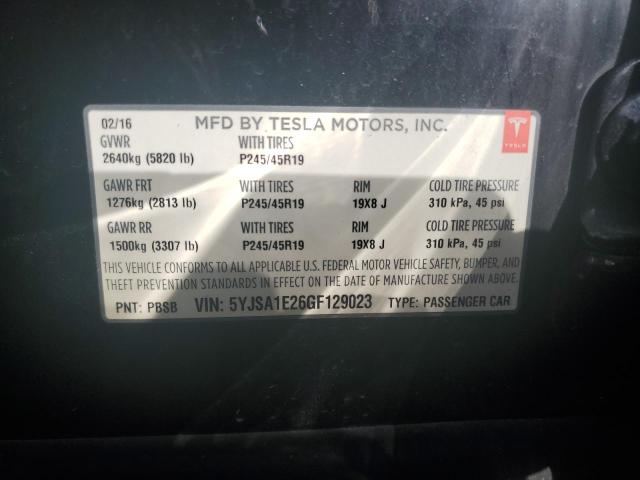 02/16 MFD BY TESLA MOTORS, INC.
TESLA
GVWR WITH TIRES
2640kg (5820 lb) P245/45R19
GAWR FRT WITH TIRES RIM COLD TIRE PRESSURE
1276kg (2813 lb) P245/45R19 19X8 J 310 kPa, 45 psi
GAWR RR WITH TIRES RIM COLD TIRE PRESSURE
1500kg (3307 lb) P245/45R19 19X8 J 310 kPa, 45 psi
THIS VEHICLE CONFORMS TO ALL APPLICABLE U.S. FEDERAL MOTOR VEHICLE SAFETY, BUMPER, AND
THEFT PREVENTION STANDARDS IN EFFECT ON THE DATE OF MANUFACTURE SHOWN ABOVE.
PNT: PBSB VIN: 5YJSA1E26GF129023 TYPE: PASSENGER CAR